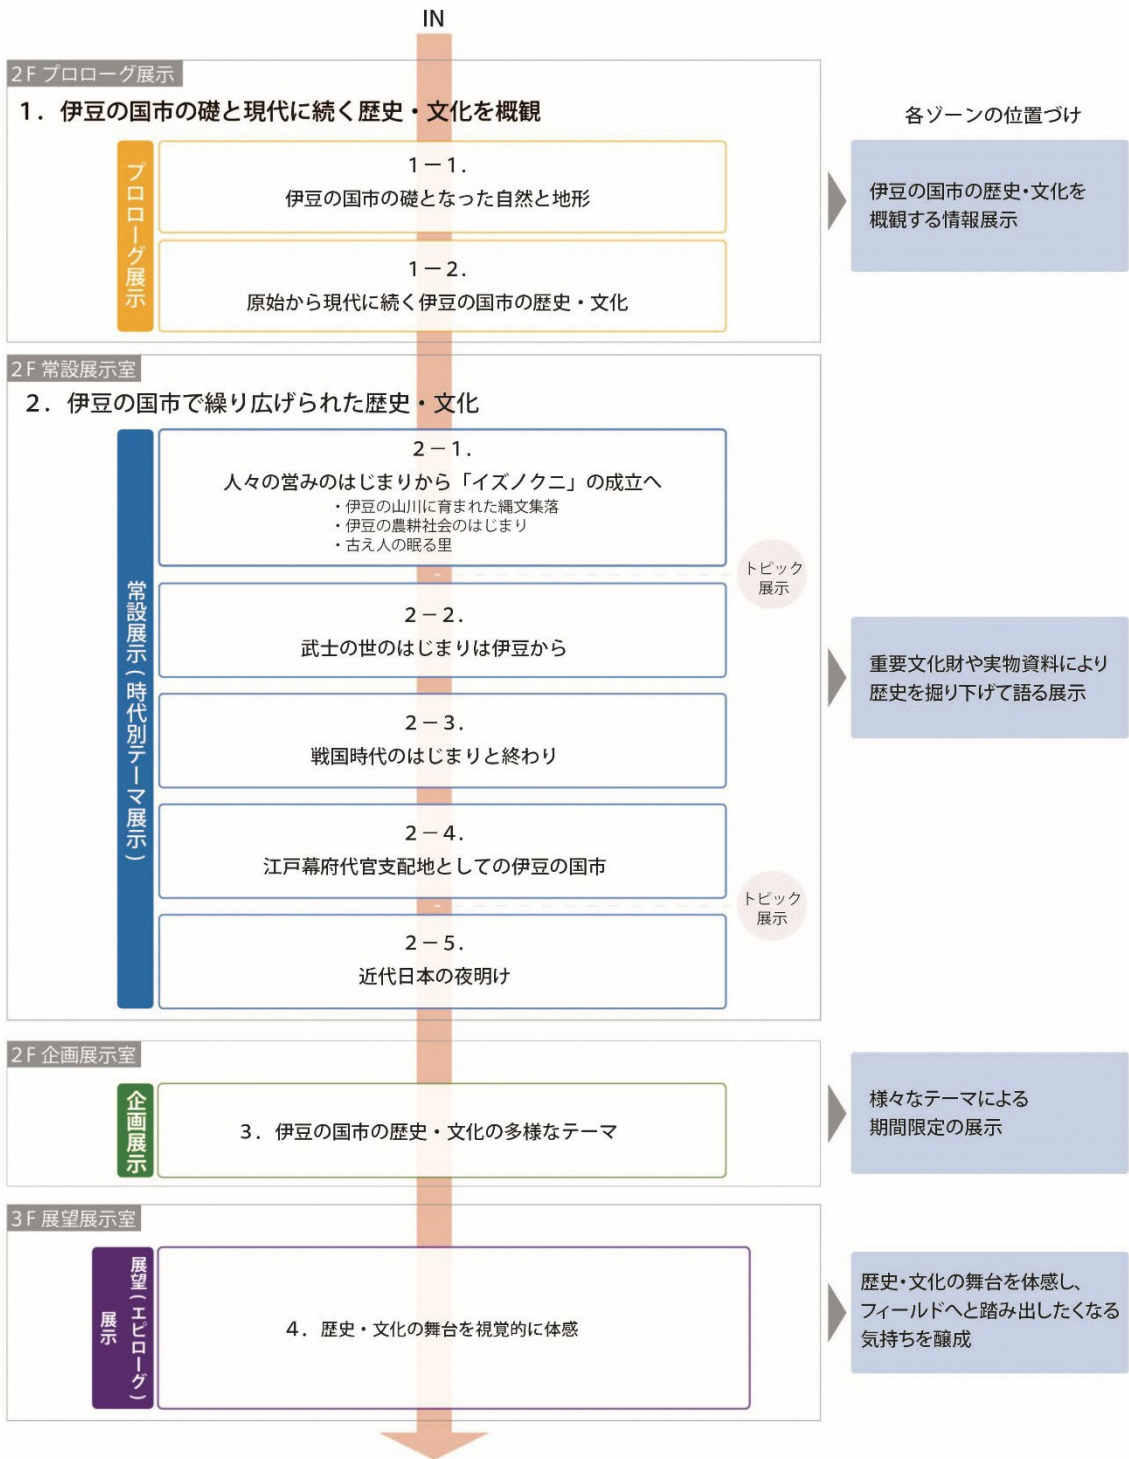 IN
2F プロローグ展示
1．伊豆の国市の礎と現代に続く歴史・文化を概観
各ゾーンの位置づけ
プロローグ展示
1－1．
伊豆の国市の礎となった自然と地形
伊豆の国市の歴史・文化を
概観する情報展示
1－2．
原始から現代に続く伊豆の国市の歴史・文化
2F 常設展示室
2．伊豆の国市で繰り広げられた歴史・文化
常設展示(時代別テーマ展示)
2－1．
人々の営みのはじまりから「イズノクニ」の成立へ
・伊豆の山川に育まれた縄文集落
・伊豆の農耕社会のはじまり
・古え人の眠る里
トピック
展示
2－2．
武士の世のはじまりは伊豆から
重要文化財や実物資料により
歴史を掘り下げて語る展示
2－3．
戦国時代のはじまりと終わり
2－4．
江戸幕府代官支配地としての伊豆の国市
トピック
展示
2－5．
近代日本の夜明け
2F 企画展示室
企画展示
3．伊豆の国市の歴史・文化の多様なテーマ
様々なテーマによる
期間限定の展示
3F 展望展示室
展望(エピローグ)
展示
4．歴史・文化の舞台を視覚的に体感
歴史・文化の舞台を体感し、
フィールドへと踏み出したくなる
気持ちを醸成